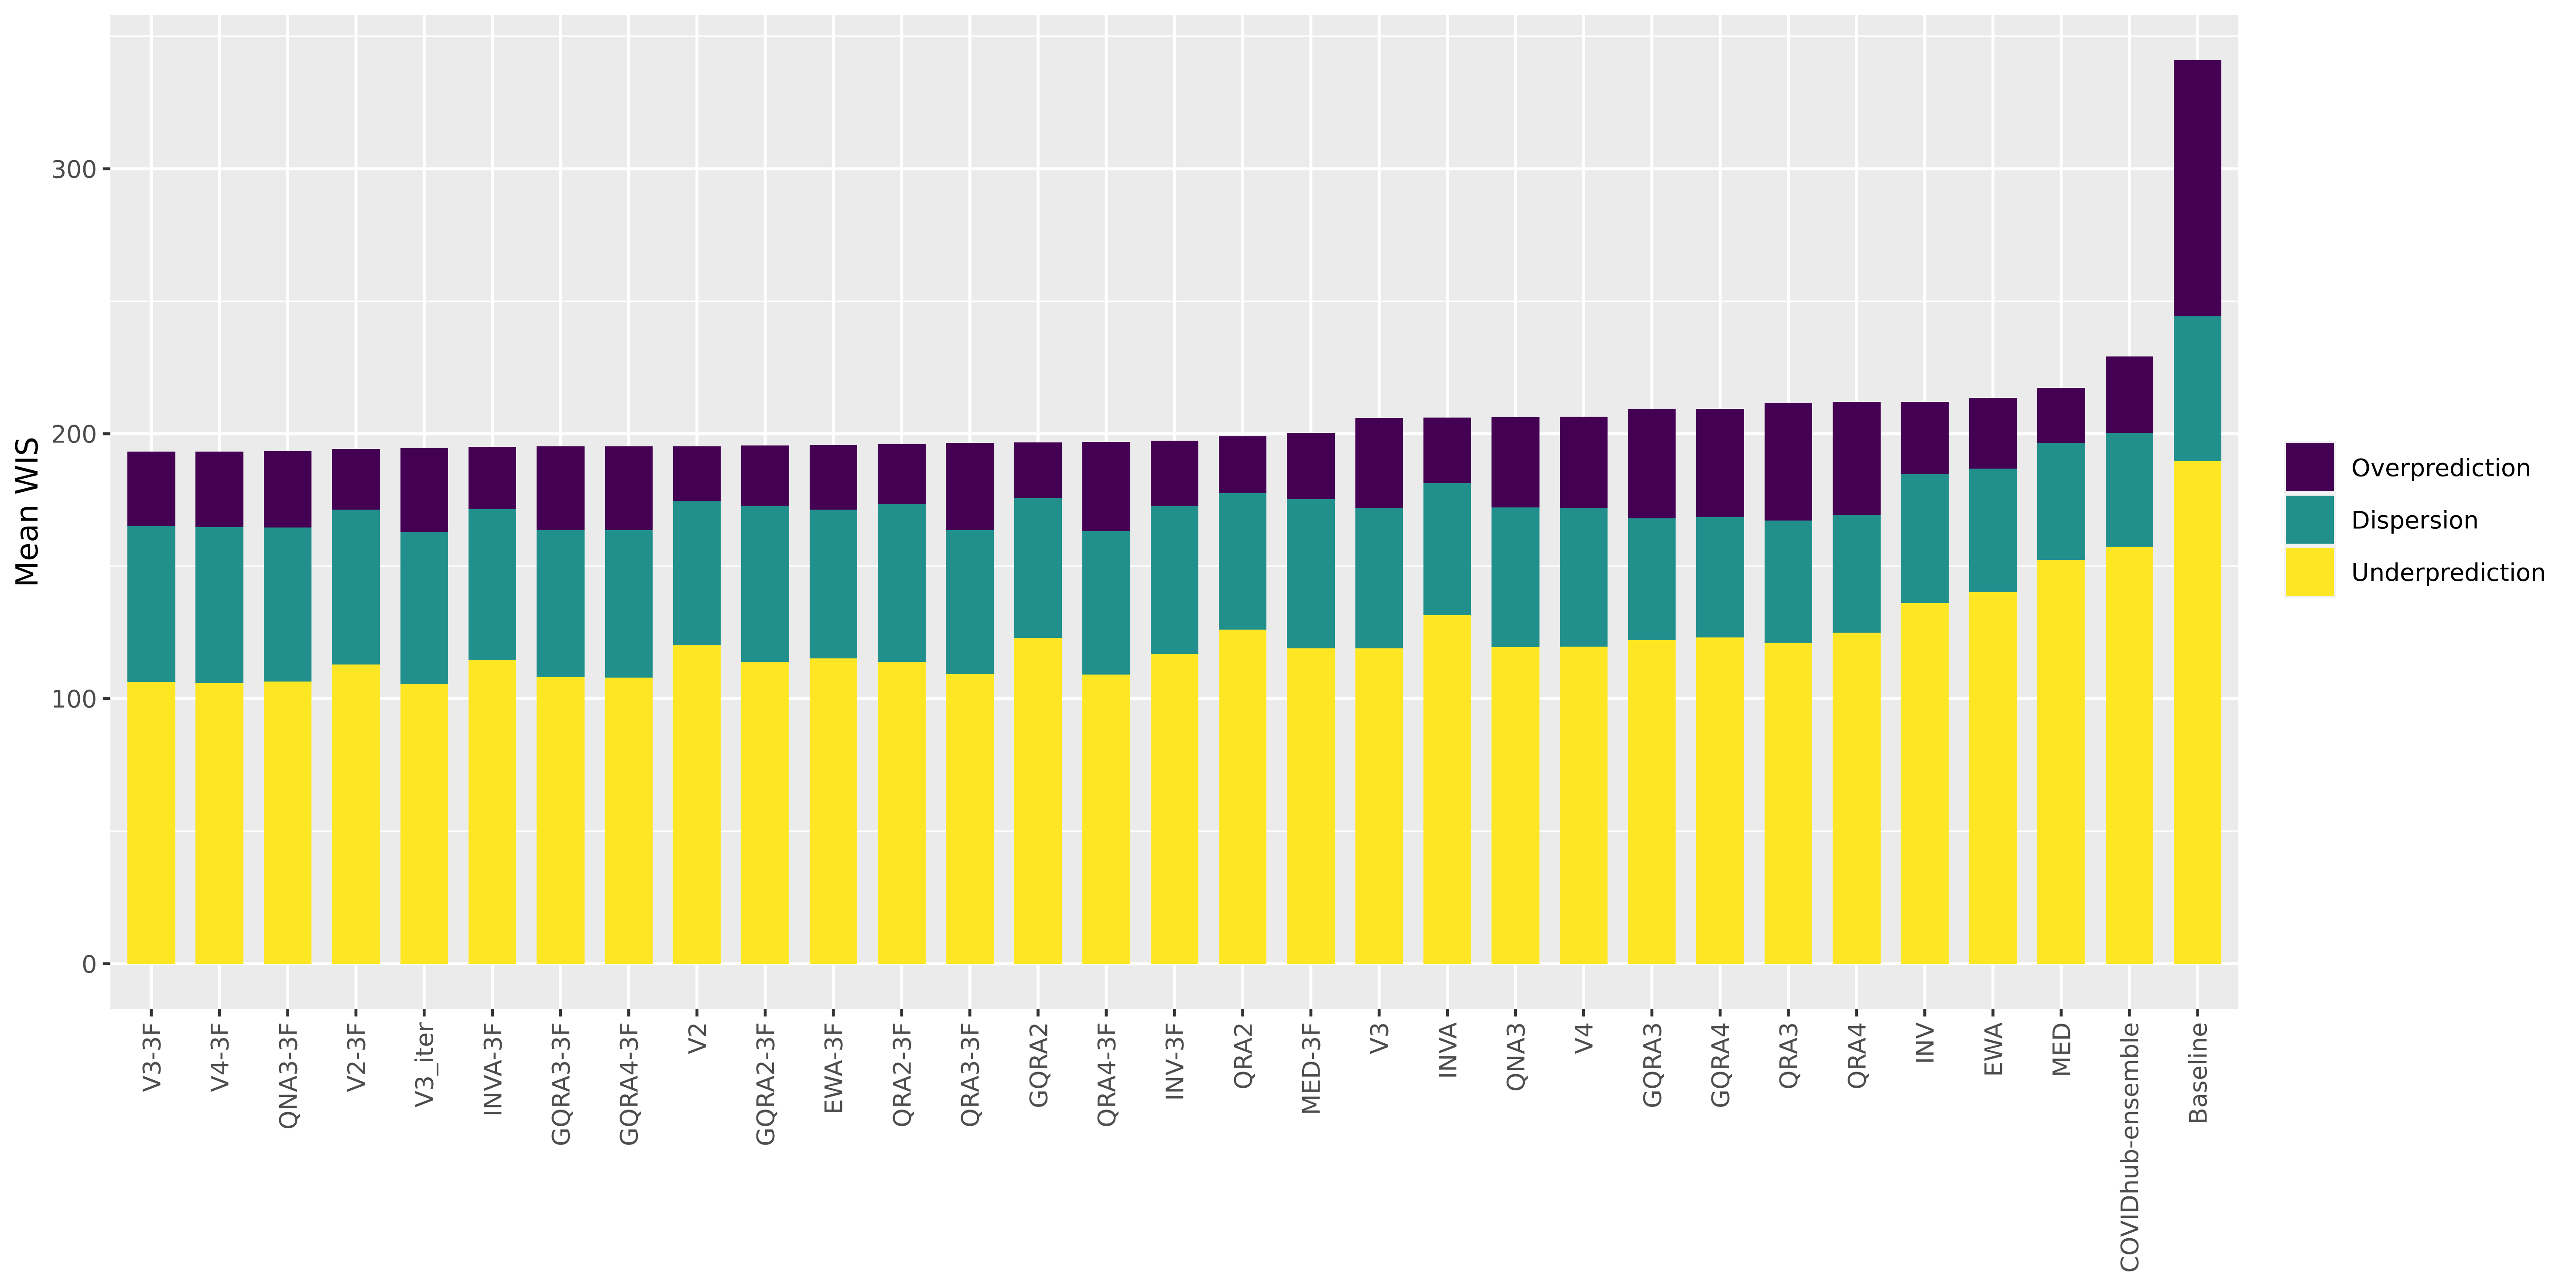 Mean WIS
300
200
100
0
V3-3F
V4-3F
QNA3-3F
V2-3F
V3_iter
INVA-3F
GQRA3-3F
GQRA4-3F
V2
GQRA2-3F
EWA-3F
QRA2-3F
QRA3-3F
GQRA2
QRA4-3F
INV-3F
QRA2
MED-3F
V3
INVA
QNA3
V4
GQRA3
GQRA4
QRA3
QRA4
INV
EWA
MED
COVIDhub-ensemble
Baseline
Overprediction
Dispersion
Underprediction